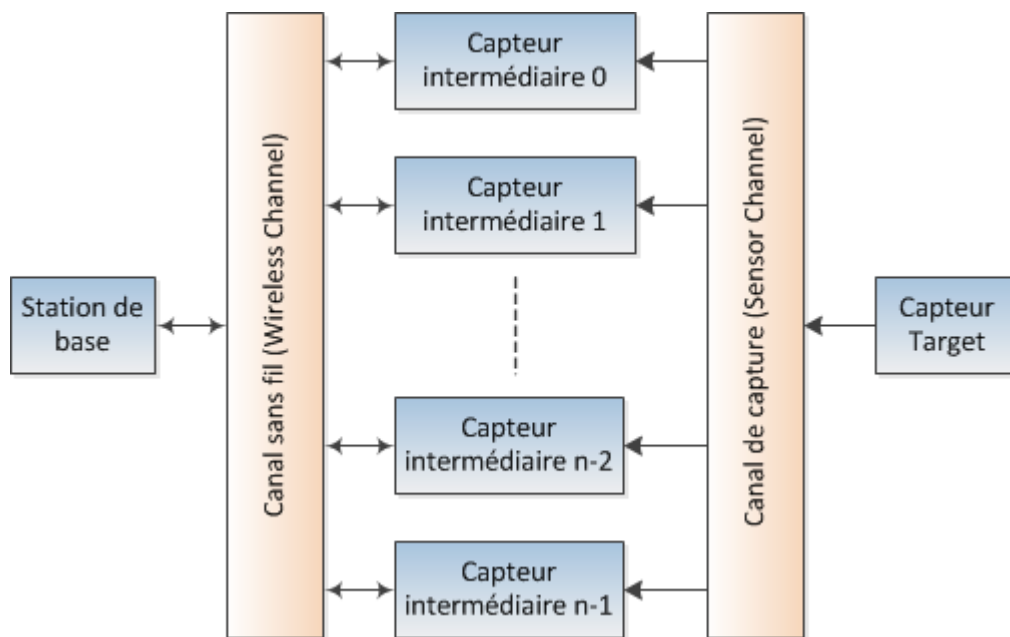 Station de
base
Canal sans fil (Wireless Channel)
Capteur
intermédiaire 0
Capteur
intermédiaire 1
Capteur
intermédiaire n-2
Capteur
intermédiaire n-1
Canal de capture (Sensor Channel)
Capteur
Target